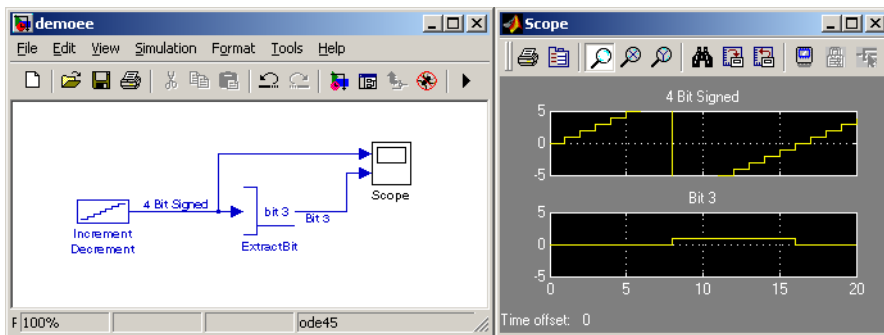 demoee
File Edit View Simulation Format Tools Help
4 Bit Signed
bit 3
Bit 3
Scope
Increment
Decrement
ExtractBit
F 100%
ode45
Scope
4 Bit Signed
5
0
-5
Bit 3
5
0
-5
0 5 10 15 20
Time offset: 0